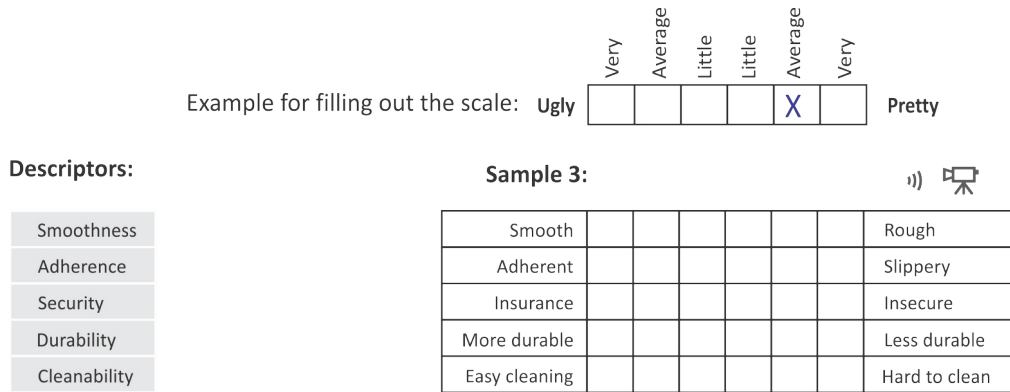 Very Average Little Little Average Very
Example for filling out the scale: Ugly X Pretty
Descriptors: Sample 3:
Smoothness Smooth Rough
Adherence Adherent Slippery
Security Insurance Insecure
Durability More durable Less durable
Cleanability Easy cleaning Hard to clean